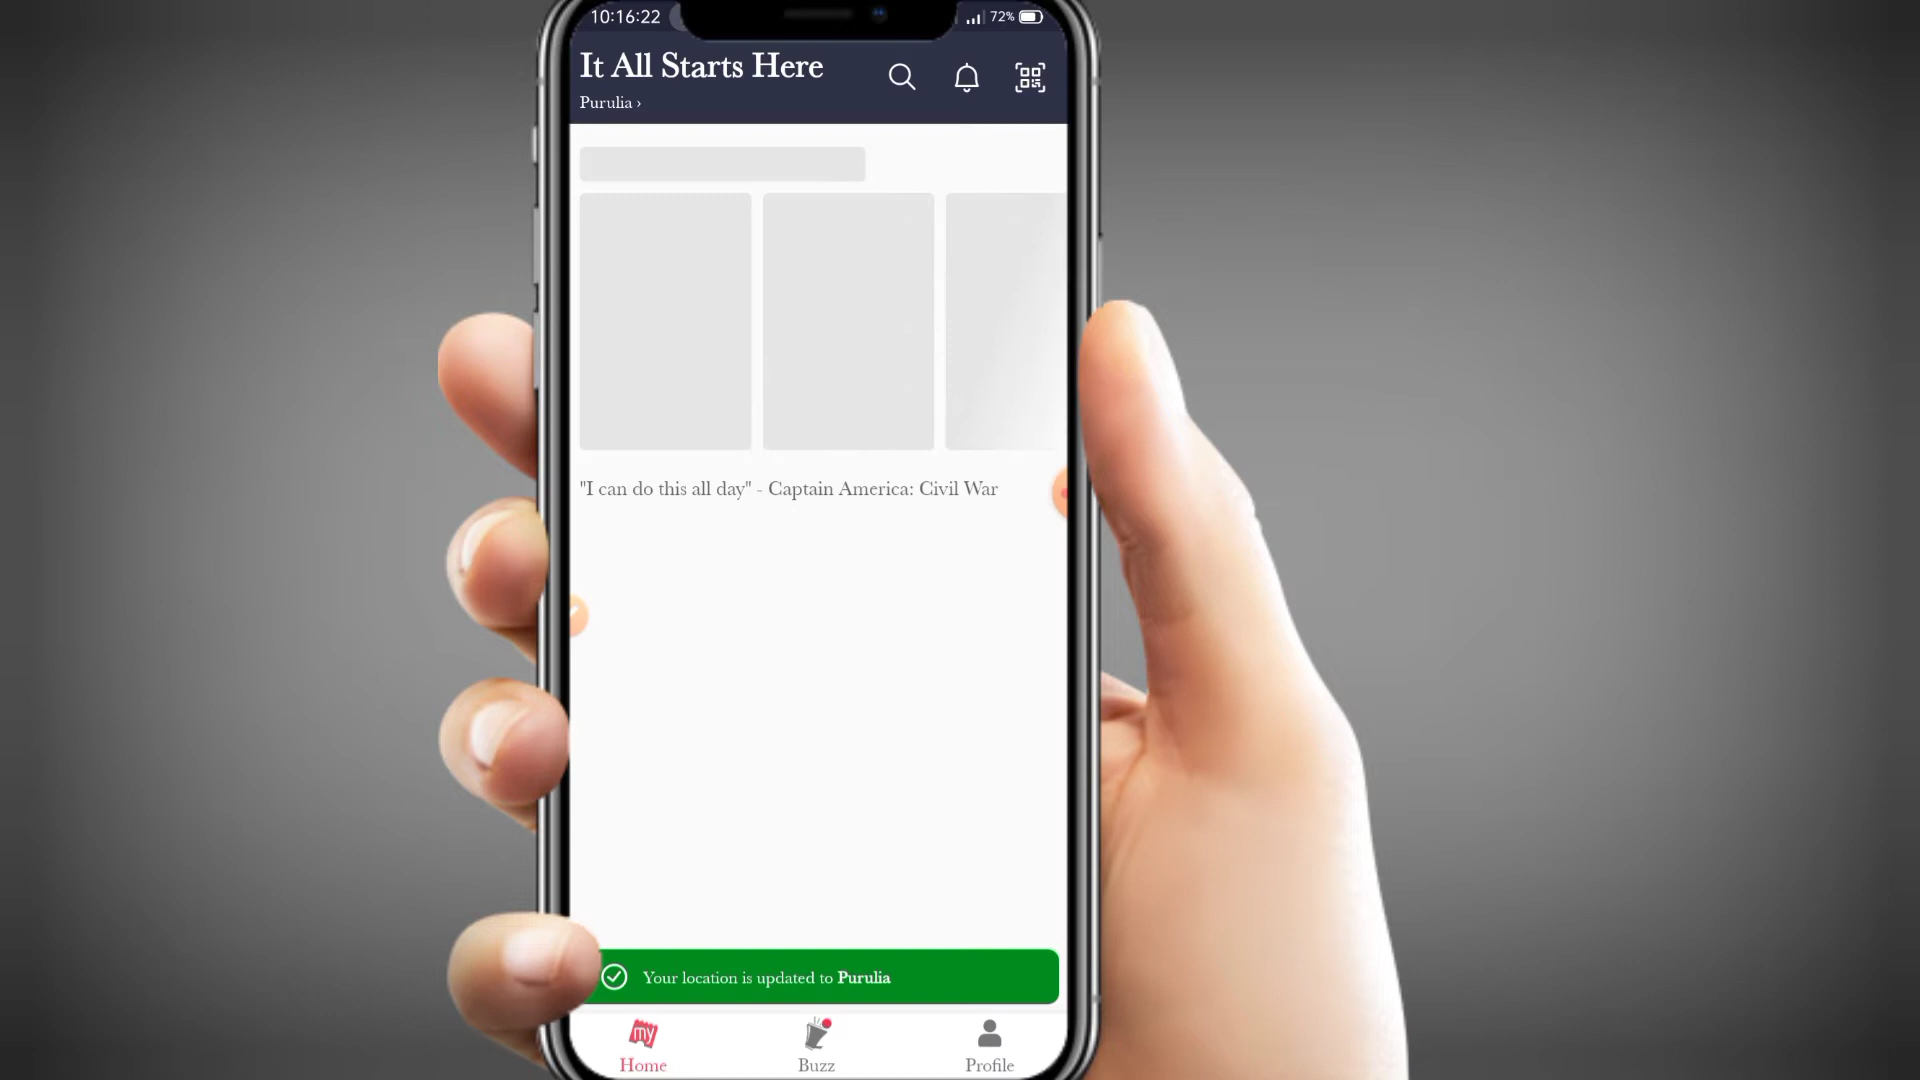 10:16:22
72%
It All Starts Here
Purulia ›
"I can do this all day" - Captain America: Civil War
Your location is updated to Purulia
my
Home
Buzz
Profile